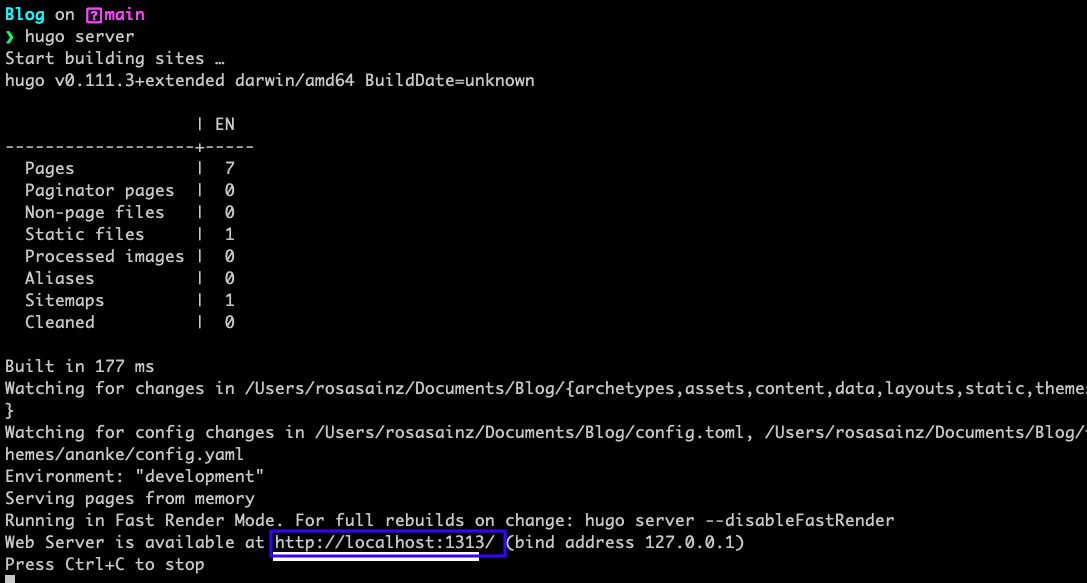 Blog on main
❯ hugo server
Start building sites …
hugo v0.111.3+extended darwin/amd64 BuildDate=unknown
| EN
-------------------+-----
Pages | 7
Paginator pages | 0
Non-page files | 0
Static files | 1
Processed images | 0
Aliases | 0
Sitemaps | 1
Cleaned | 0
Built in 177 ms
Watching for changes in /Users/rosasainz/Documents/Blog/{archetypes,assets,content,data,layouts,static,themes
}
Watching for config changes in /Users/rosasainz/Documents/Blog/config.toml, /Users/rosasainz/Documents/Blog/t
hemes/ananke/config.yaml
Environment: "development"
Serving pages from memory
Running in Fast Render Mode. For full rebuilds on change: hugo server --disableFastRender
Web Server is available at http://localhost:1313/ (bind address 127.0.0.1)
Press Ctrl+C to stop